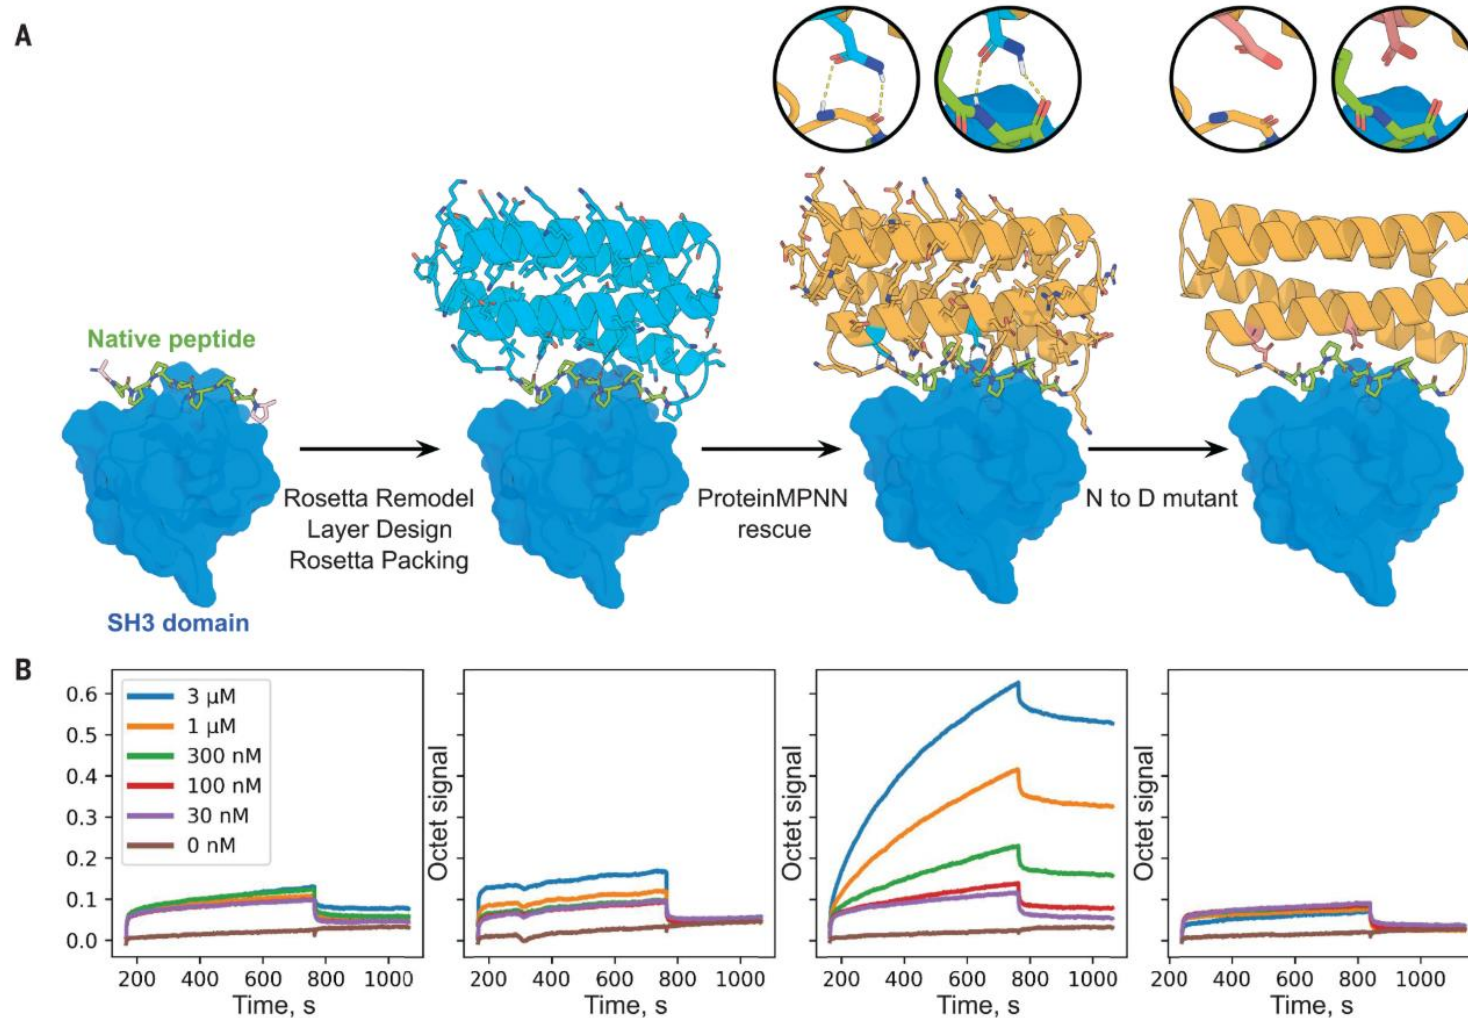 A
Native peptide
SH3 domain
Rosetta Remodel
Layer Design
Rosetta Packing
ProteinMPNN
rescue
N to D mutant
B
0.6
0.5
0.4
0.3
0.2
0.1
0.0
3 µM
1 µM
300 nM
100 nM
30 nM
0 nM
200 400 600 800 1000
Time, s
Octet signal
200 400 600 800 1000
Time, s
Octet signal
200 400 600 800 1000
Time, s
Octet signal
200 400 600 800 1000
Time, s